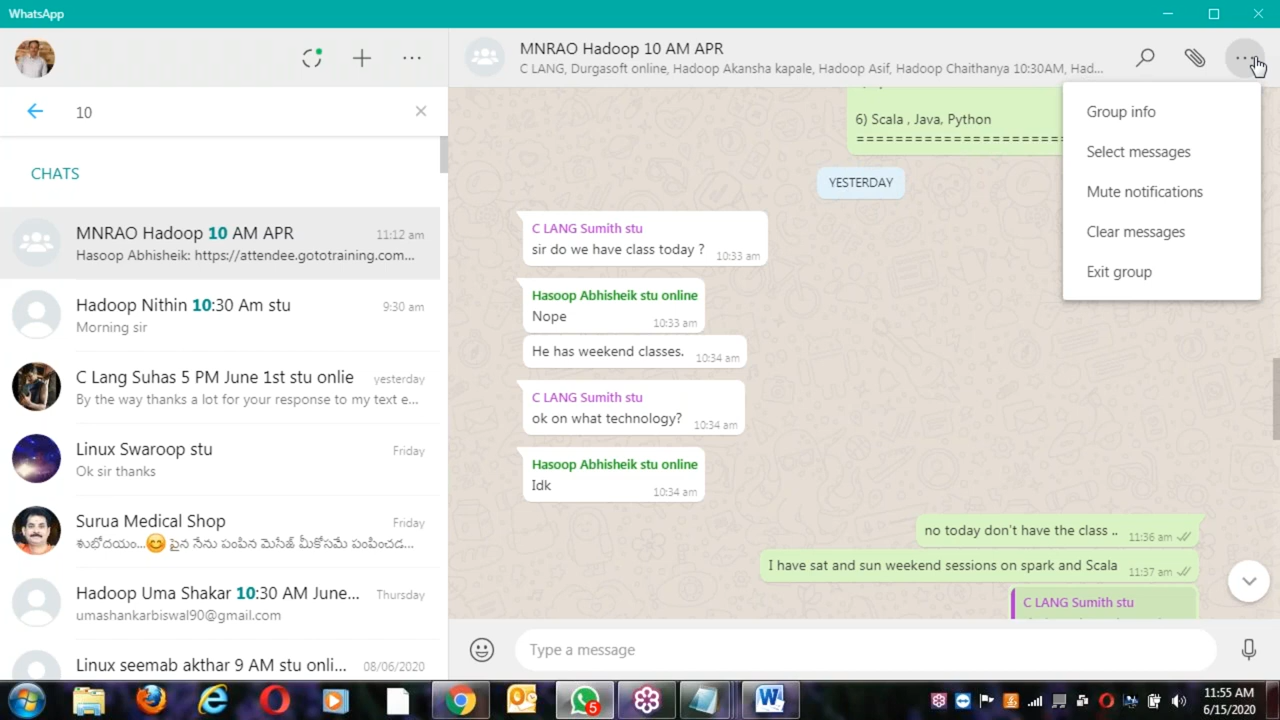 WhatsApp
10
CHATS
MNRAO Hadoop 10 AM APR
11:12 am
Hasoop Abhisheik: https://attendee.gototraining.com...
Hadoop Nithin 10:30 Am stu
9:30 am
Morning sir
C Lang Suhas 5 PM June 1st stu onlie
yesterday
By the way thanks a lot for your response to my text e...
Linux Swaroop stu
Friday
Ok sir thanks
Surua Medical Shop
Friday
శుభోదయం...😊 పైన నేను పంపిన మెసేజ్ మీకోసమే పంపించడ...
Hadoop Uma Shakar 10:30 AM June...
Thursday
umashankarbiswal90@gmail.com
Linux seemab akthar 9 AM stu onli...
08/06/2020
MNRAO Hadoop 10 AM APR
C LANG, Durgasoft online, Hadoop Akansha kapale, Hadoop Asif, Hadoop Chaithanya 10:30AM, Had...
6) Scala , Java, Python
=======================
YESTERDAY
C LANG Sumith stu
sir do we have class today ?
10:33 am
Hasoop Abhisheik stu online
Nope
10:33 am
He has weekend classes.
10:34 am
C LANG Sumith stu
ok on what technology?
10:34 am
Hasoop Abhisheik stu online
Idk
10:34 am
no today don't have the class ..
11:36 am
I have sat and sun weekend sessions on spark and Scala
11:37 am
C LANG Sumith stu
Group info
Select messages
Mute notifications
Clear messages
Exit group
Type a message
5
11:55 AM
6/15/2020